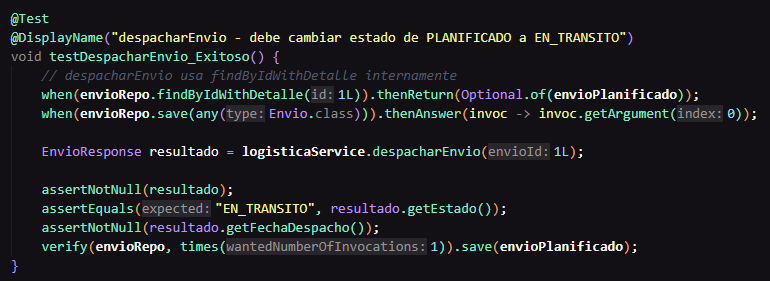 @Test
@DisplayName("despacharEnvio - debe cambiar estado de PLANIFICADO a EN_TRANSITO")
void testDespacharEnvio_Exitoso() {
// despacharEnvio usa findByIdWithDetalle internamente
when(envioRepo.findByIdWithDetalle( id: 1L)).thenReturn(Optional.of(envioPlanificado));
when(envioRepo.save(any( type: Envio.class))).thenAnswer(invoc -> invoc.getArgument( index: 0));
EnvioResponse resultado = logisticaService.despacharEnvio( envioId: 1L);
assertNotNull(resultado);
assertEquals( expected: "EN_TRANSITO", resultado.getEstado());
assertNotNull(resultado.getFechaDespacho());
verify(envioRepo, times( wantedNumberOfInvocations: 1)).save(envioPlanificado);
}